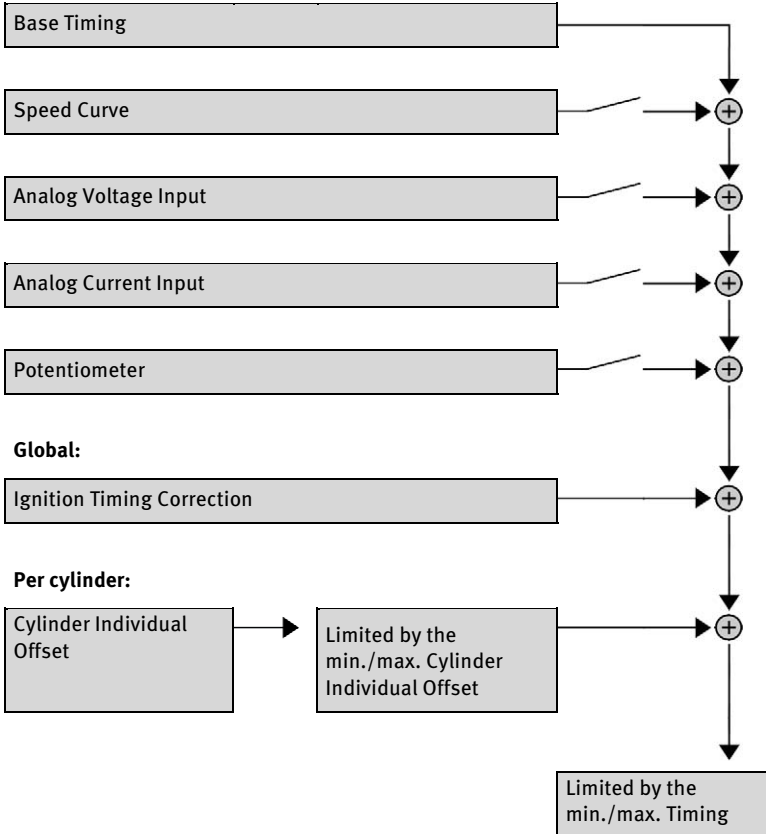 Base Timing
Speed Curve
Analog Voltage Input
Analog Current Input
Potentiometer
Global:
Ignition Timing Correction
Per cylinder:
Cylinder Individual
Offset
Limited by the
min./max. Cylinder
Individual Offset
Limited by the
min./max. Timing